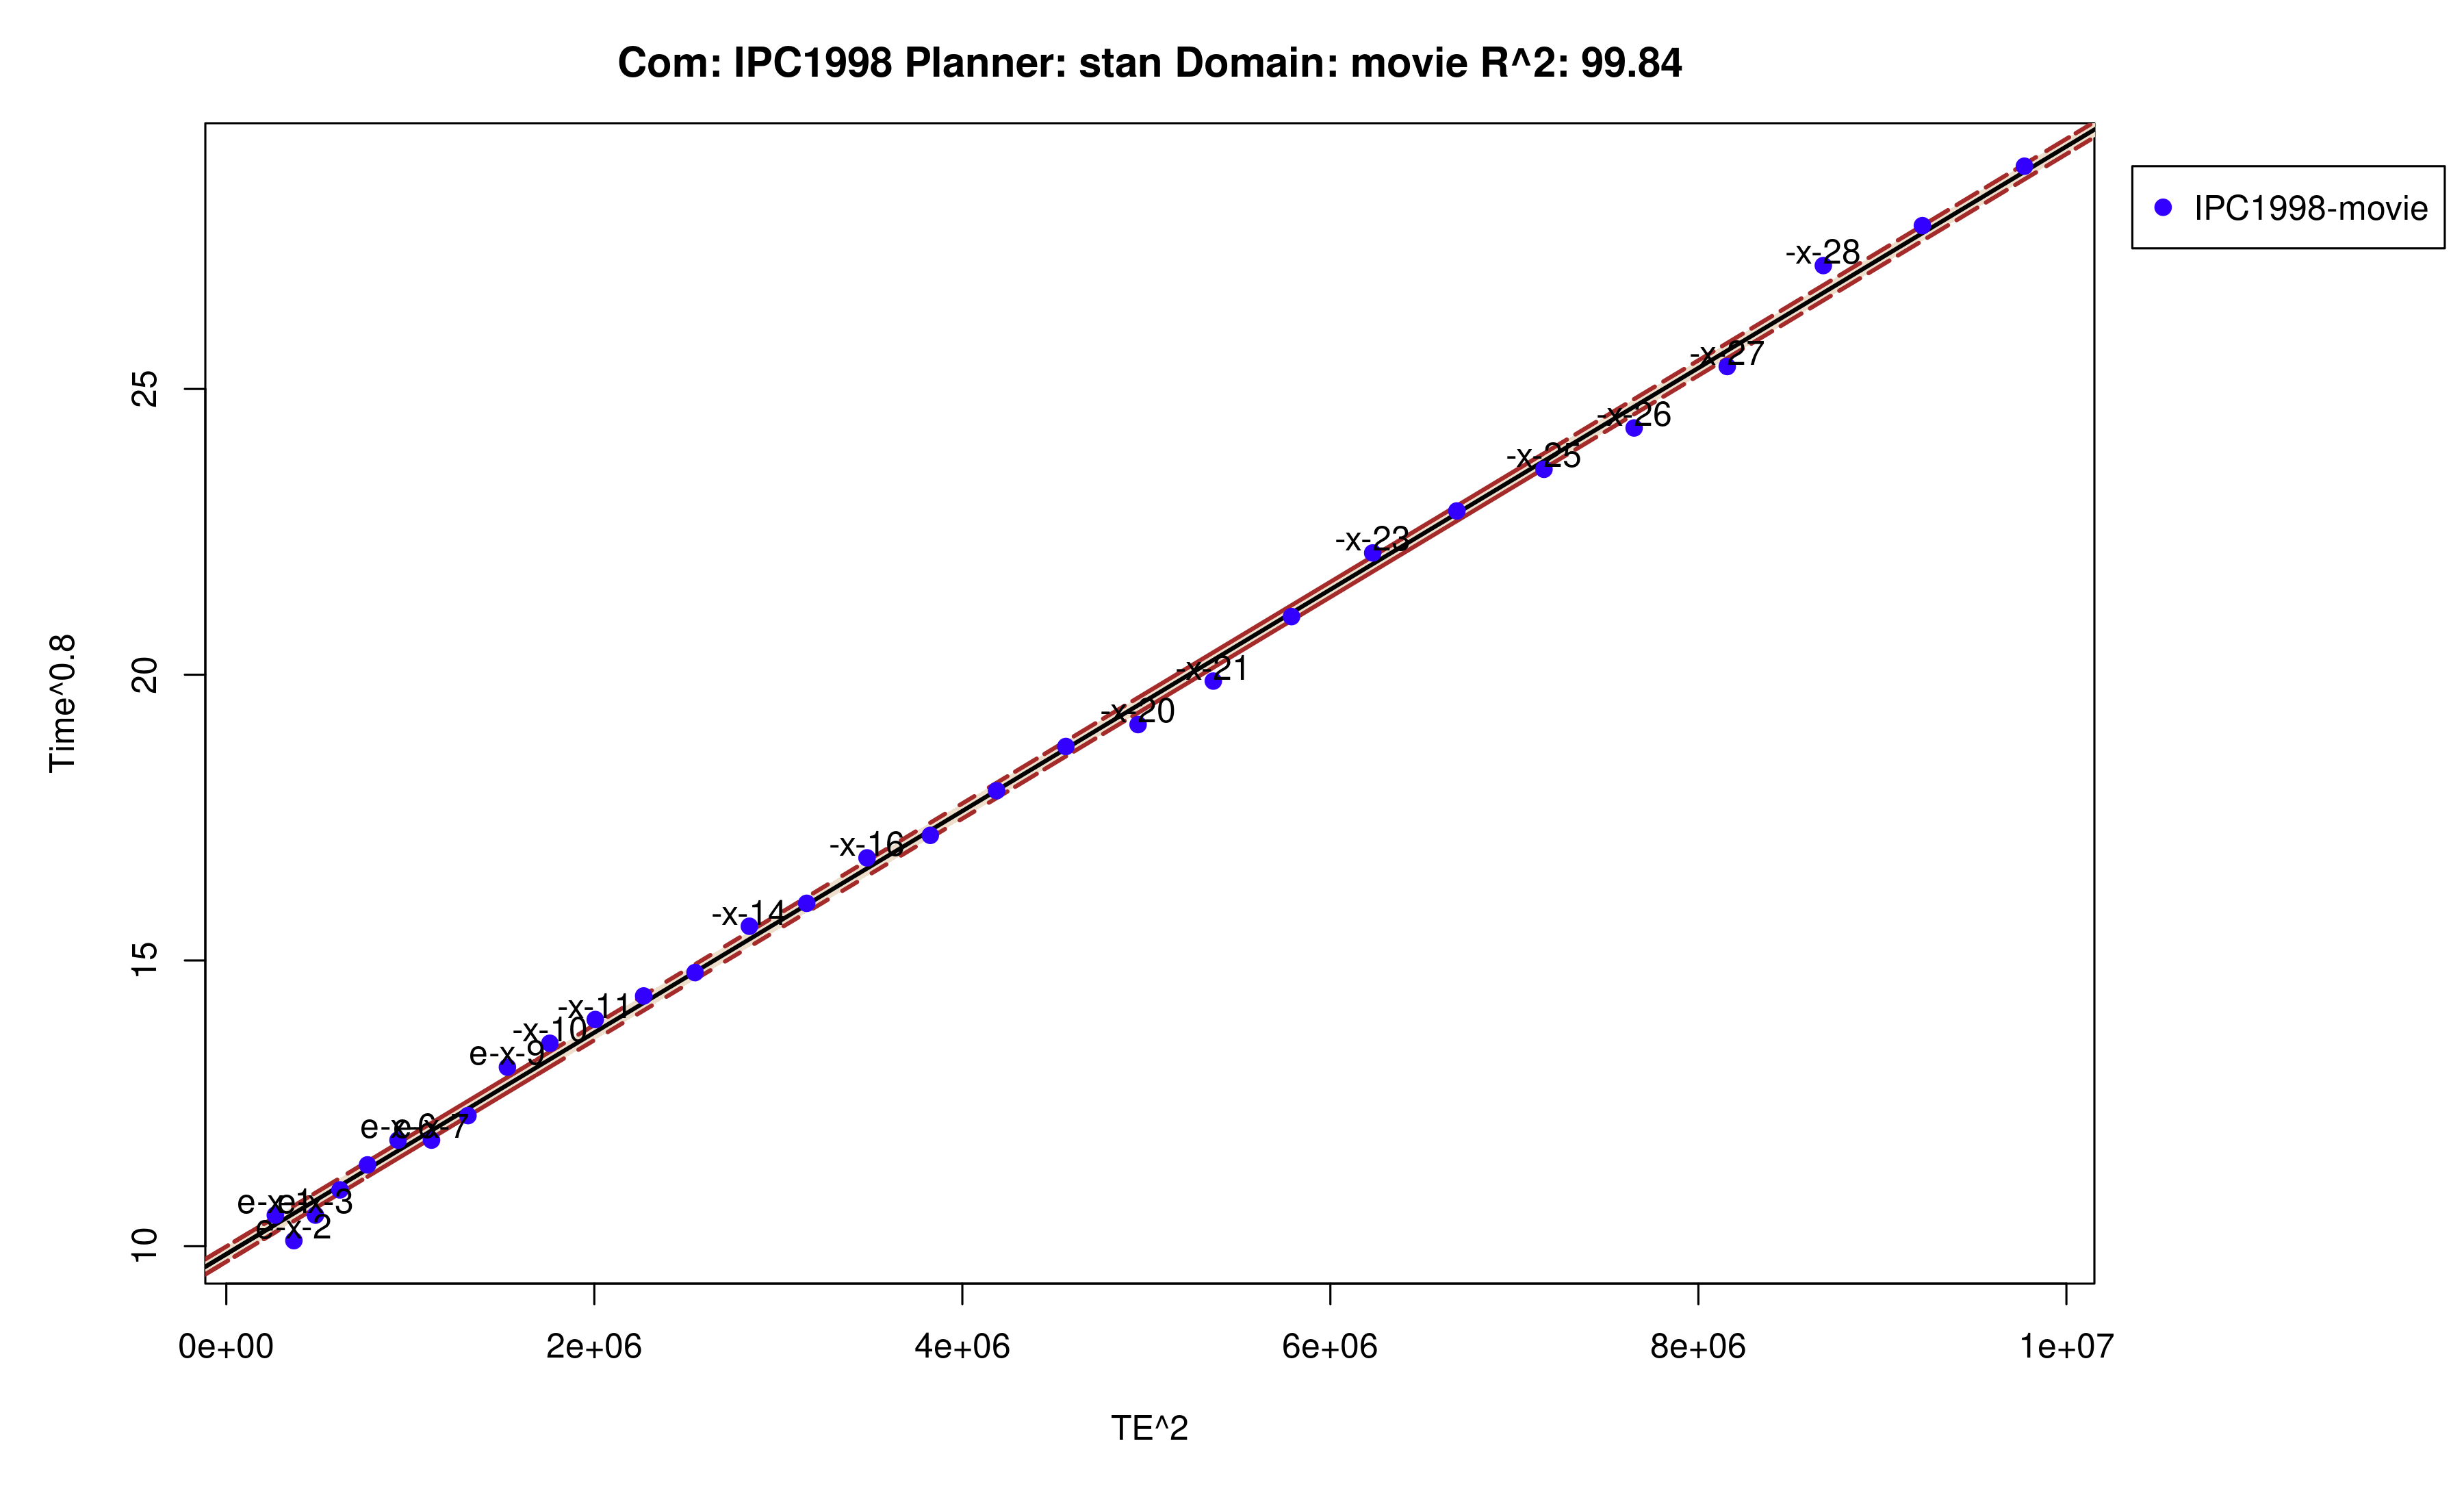 Com: IPC1998 Planner: stan Domain: movie R^2: 99.84
IPC1998-movie
-x-28
-x-27
-x-26
-x-25
-x-23
-x-21
-x-20
-x-16
-x-14
-x-11
-x-10
e-x-9
e-x-6
e-x-7
e-x-1
e-x-3
e-x-2
Time^0.8
25
20
15
10
0e+00 2e+06 4e+06 6e+06 8e+06 1e+07
TE^2